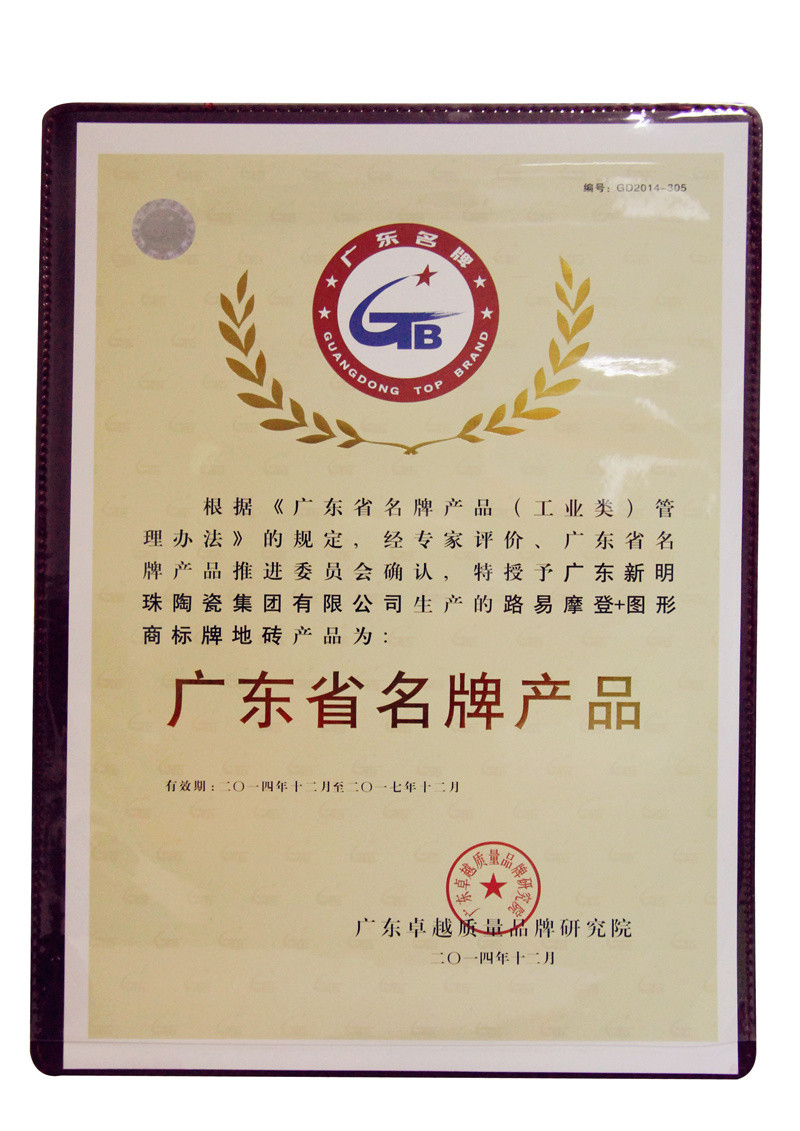 编号：GD2014-305
广东名牌
GTB
GUANGDONG TOP BRAND
根据《广东省名牌产品（工业类）管
理办法》的规定，经专家评价、广东省名
牌产品推进委员会确认，特授予广东新明
珠陶瓷集团有限公司生产的路易摩登+图形
商标牌地砖产品为：
广东省名牌产品
有效期：二〇一四年十二月至二〇一七年十二月
广东卓越质量品牌研究院
广东卓越质量品牌研究院
二〇一四年十二月